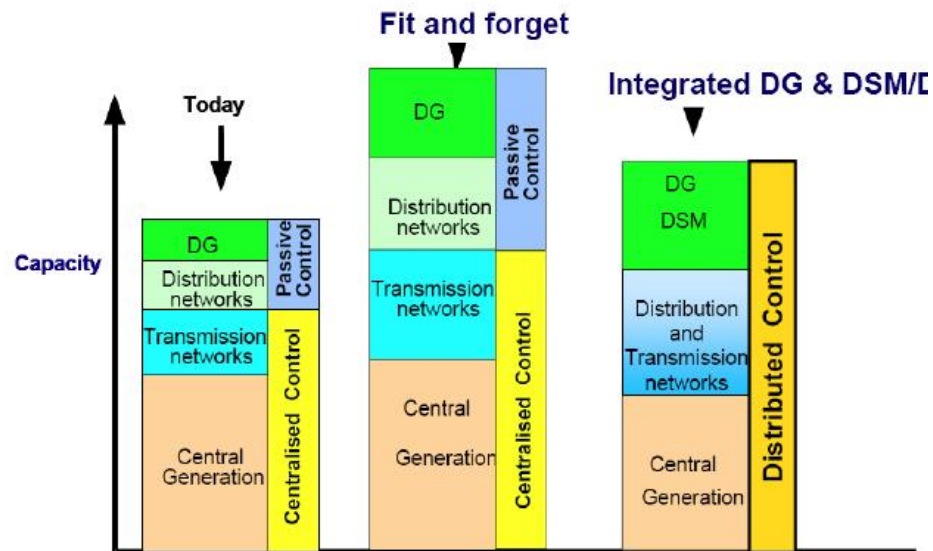 Fit and forget
Integrated DG & DSM/D
Today
Capacity
DG
Distribution
networks
Transmission
networks
Central
Generation
Passive
Control
Centralised Control
DG
Distribution
networks
Transmission
networks
Central
Generation
Passive
Control
Centralised Control
DG
DSM
Distribution
and
Transmission
networks
Central
Generation
Distributed Control